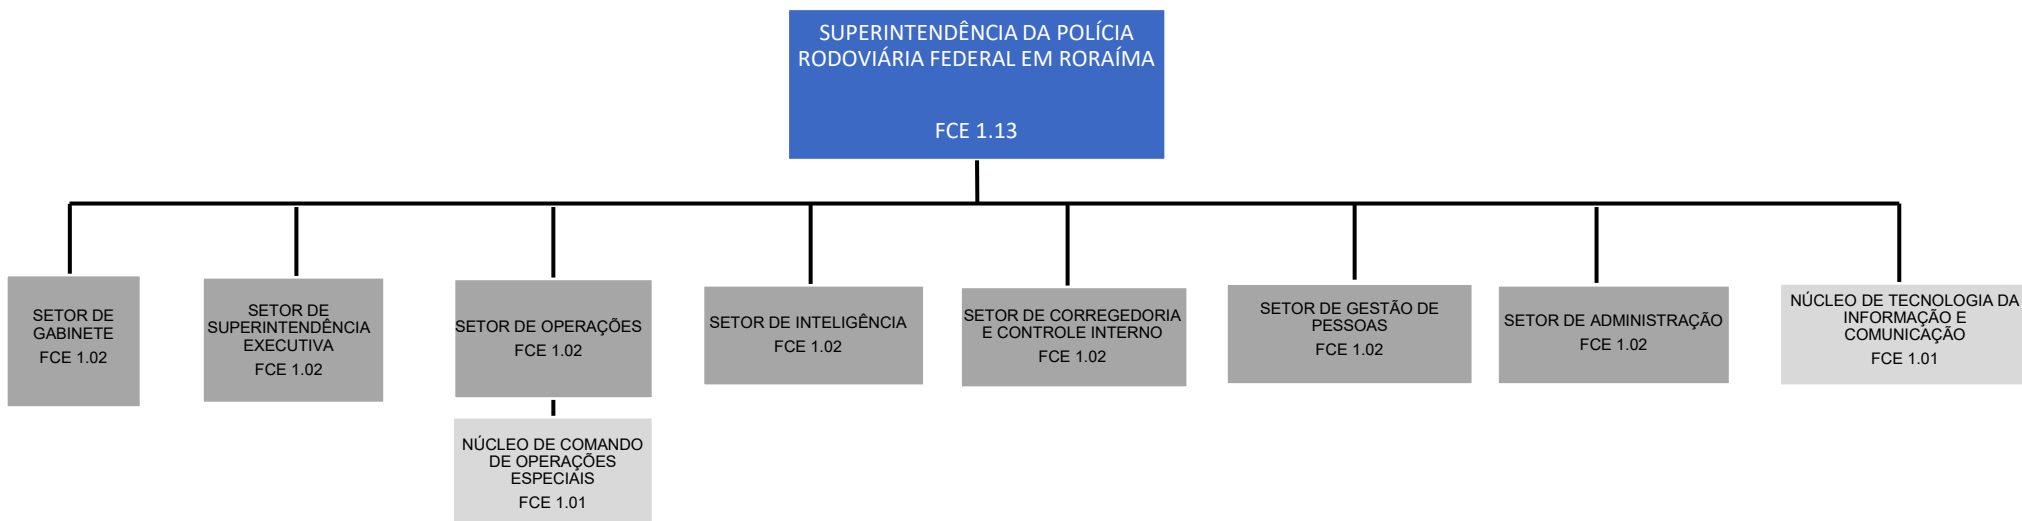 SUPERINTENDÊNCIA DA POLÍCIA
RODOVIÁRIA FEDERAL EM RORAÍMA
FCE 1.13
SETOR DE
GABINETE
FCE 1.02
SETOR DE
SUPERINTENDÊNCIA
EXECUTIVA
FCE 1.02
SETOR DE OPERAÇÕES
FCE 1.02
SETOR DE INTELIGÊNCIA
FCE 1.02
SETOR DE CORREGEDORIA
E CONTROLE INTERNO
FCE 1.02
SETOR DE GESTÃO DE
PESSOAS
FCE 1.02
SETOR DE ADMINISTRAÇÃO
FCE 1.02
NÚCLEO DE TECNOLOGIA DA
INFORMAÇÃO E
COMUNICAÇÃO
FCE 1.01
NÚCLEO DE COMANDO
DE OPERAÇÕES
ESPECIAIS
FCE 1.01